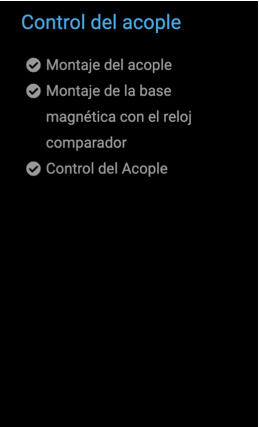 Control del acople
Montaje del acople
Montaje de la base
magnética con el reloj
comparador
Control del Acople